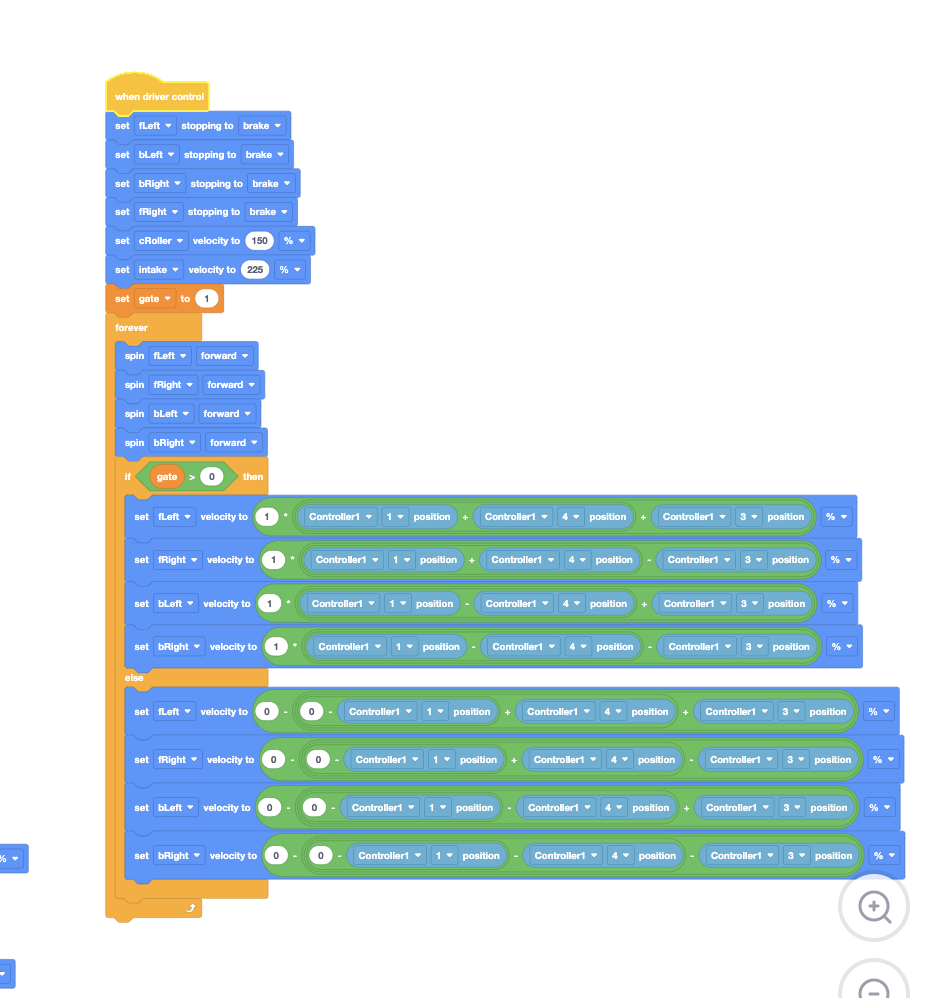 when driver control
set fLeft stopping to brake
set bLeft stopping to brake
set bRight stopping to brake
set fRight stopping to brake
set cRoller velocity to 150 %
set intake velocity to 225 %
set gate to 1
forever
spin fLeft forward
spin fRight forward
spin bLeft forward
spin bRight forward
if gate > 0 then
set fLeft velocity to 1 * Controller1 1 position + Controller1 4 position + Controller1 3 position %
set fRight velocity to 1 * Controller1 1 position + Controller1 4 position - Controller1 3 position %
set bLeft velocity to 1 * Controller1 1 position - Controller1 4 position + Controller1 3 position %
set bRight velocity to 1 * Controller1 1 position - Controller1 4 position - Controller1 3 position %
else
set fLeft velocity to 0 - 0 - Controller1 1 position + Controller1 4 position + Controller1 3 position %
set fRight velocity to 0 - 0 - Controller1 1 position + Controller1 4 position - Controller1 3 position %
set bLeft velocity to 0 - 0 - Controller1 1 position - Controller1 4 position + Controller1 3 position %
set bRight velocity to 0 - 0 - Controller1 1 position - Controller1 4 position - Controller1 3 position %
%